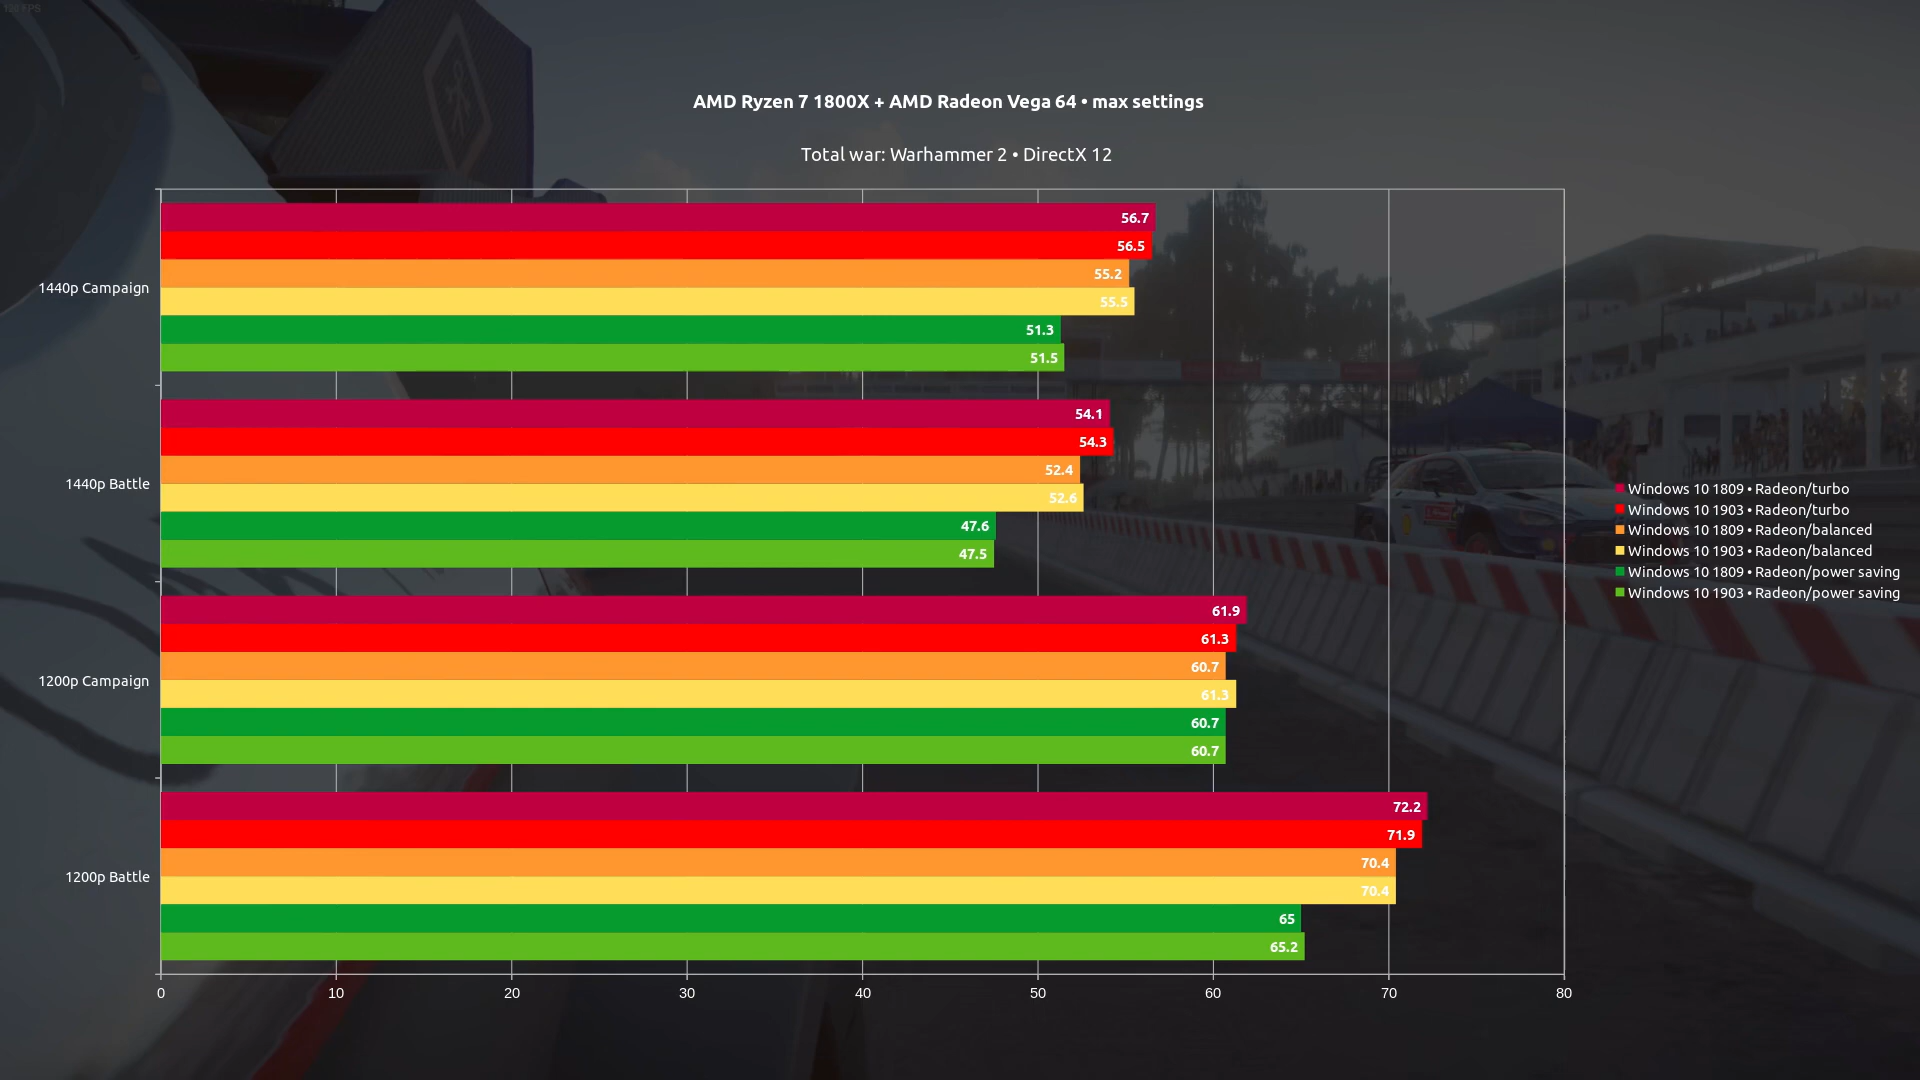 120 FPS
AMD Ryzen 7 1800X + AMD Radeon Vega 64 • max settings
Total war: Warhammer 2 • DirectX 12
1440p Campaign
56.7
56.5
55.2
55.5
51.3
51.5
1440p Battle
54.1
54.3
52.4
52.6
47.6
47.5
1200p Campaign
61.9
61.3
60.7
61.3
60.7
60.7
1200p Battle
72.2
71.9
70.4
70.4
65
65.2
0 10 20 30 40 50 60 70 80
Windows 10 1809 • Radeon/turbo
Windows 10 1903 • Radeon/turbo
Windows 10 1809 • Radeon/balanced
Windows 10 1903 • Radeon/balanced
Windows 10 1809 • Radeon/power saving
Windows 10 1903 • Radeon/power saving